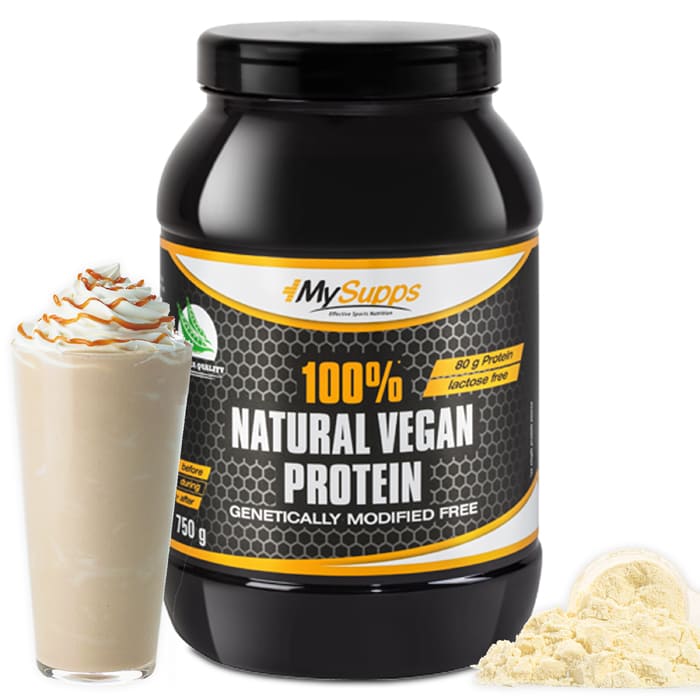 MySupps
Effective Sports Nutrition
QUALITY
80 g Protein
lactose free
100%*
NATURAL VEGAN
PROTEIN
GENETICALLY MODIFIED FREE
before
during
+ after
750 g